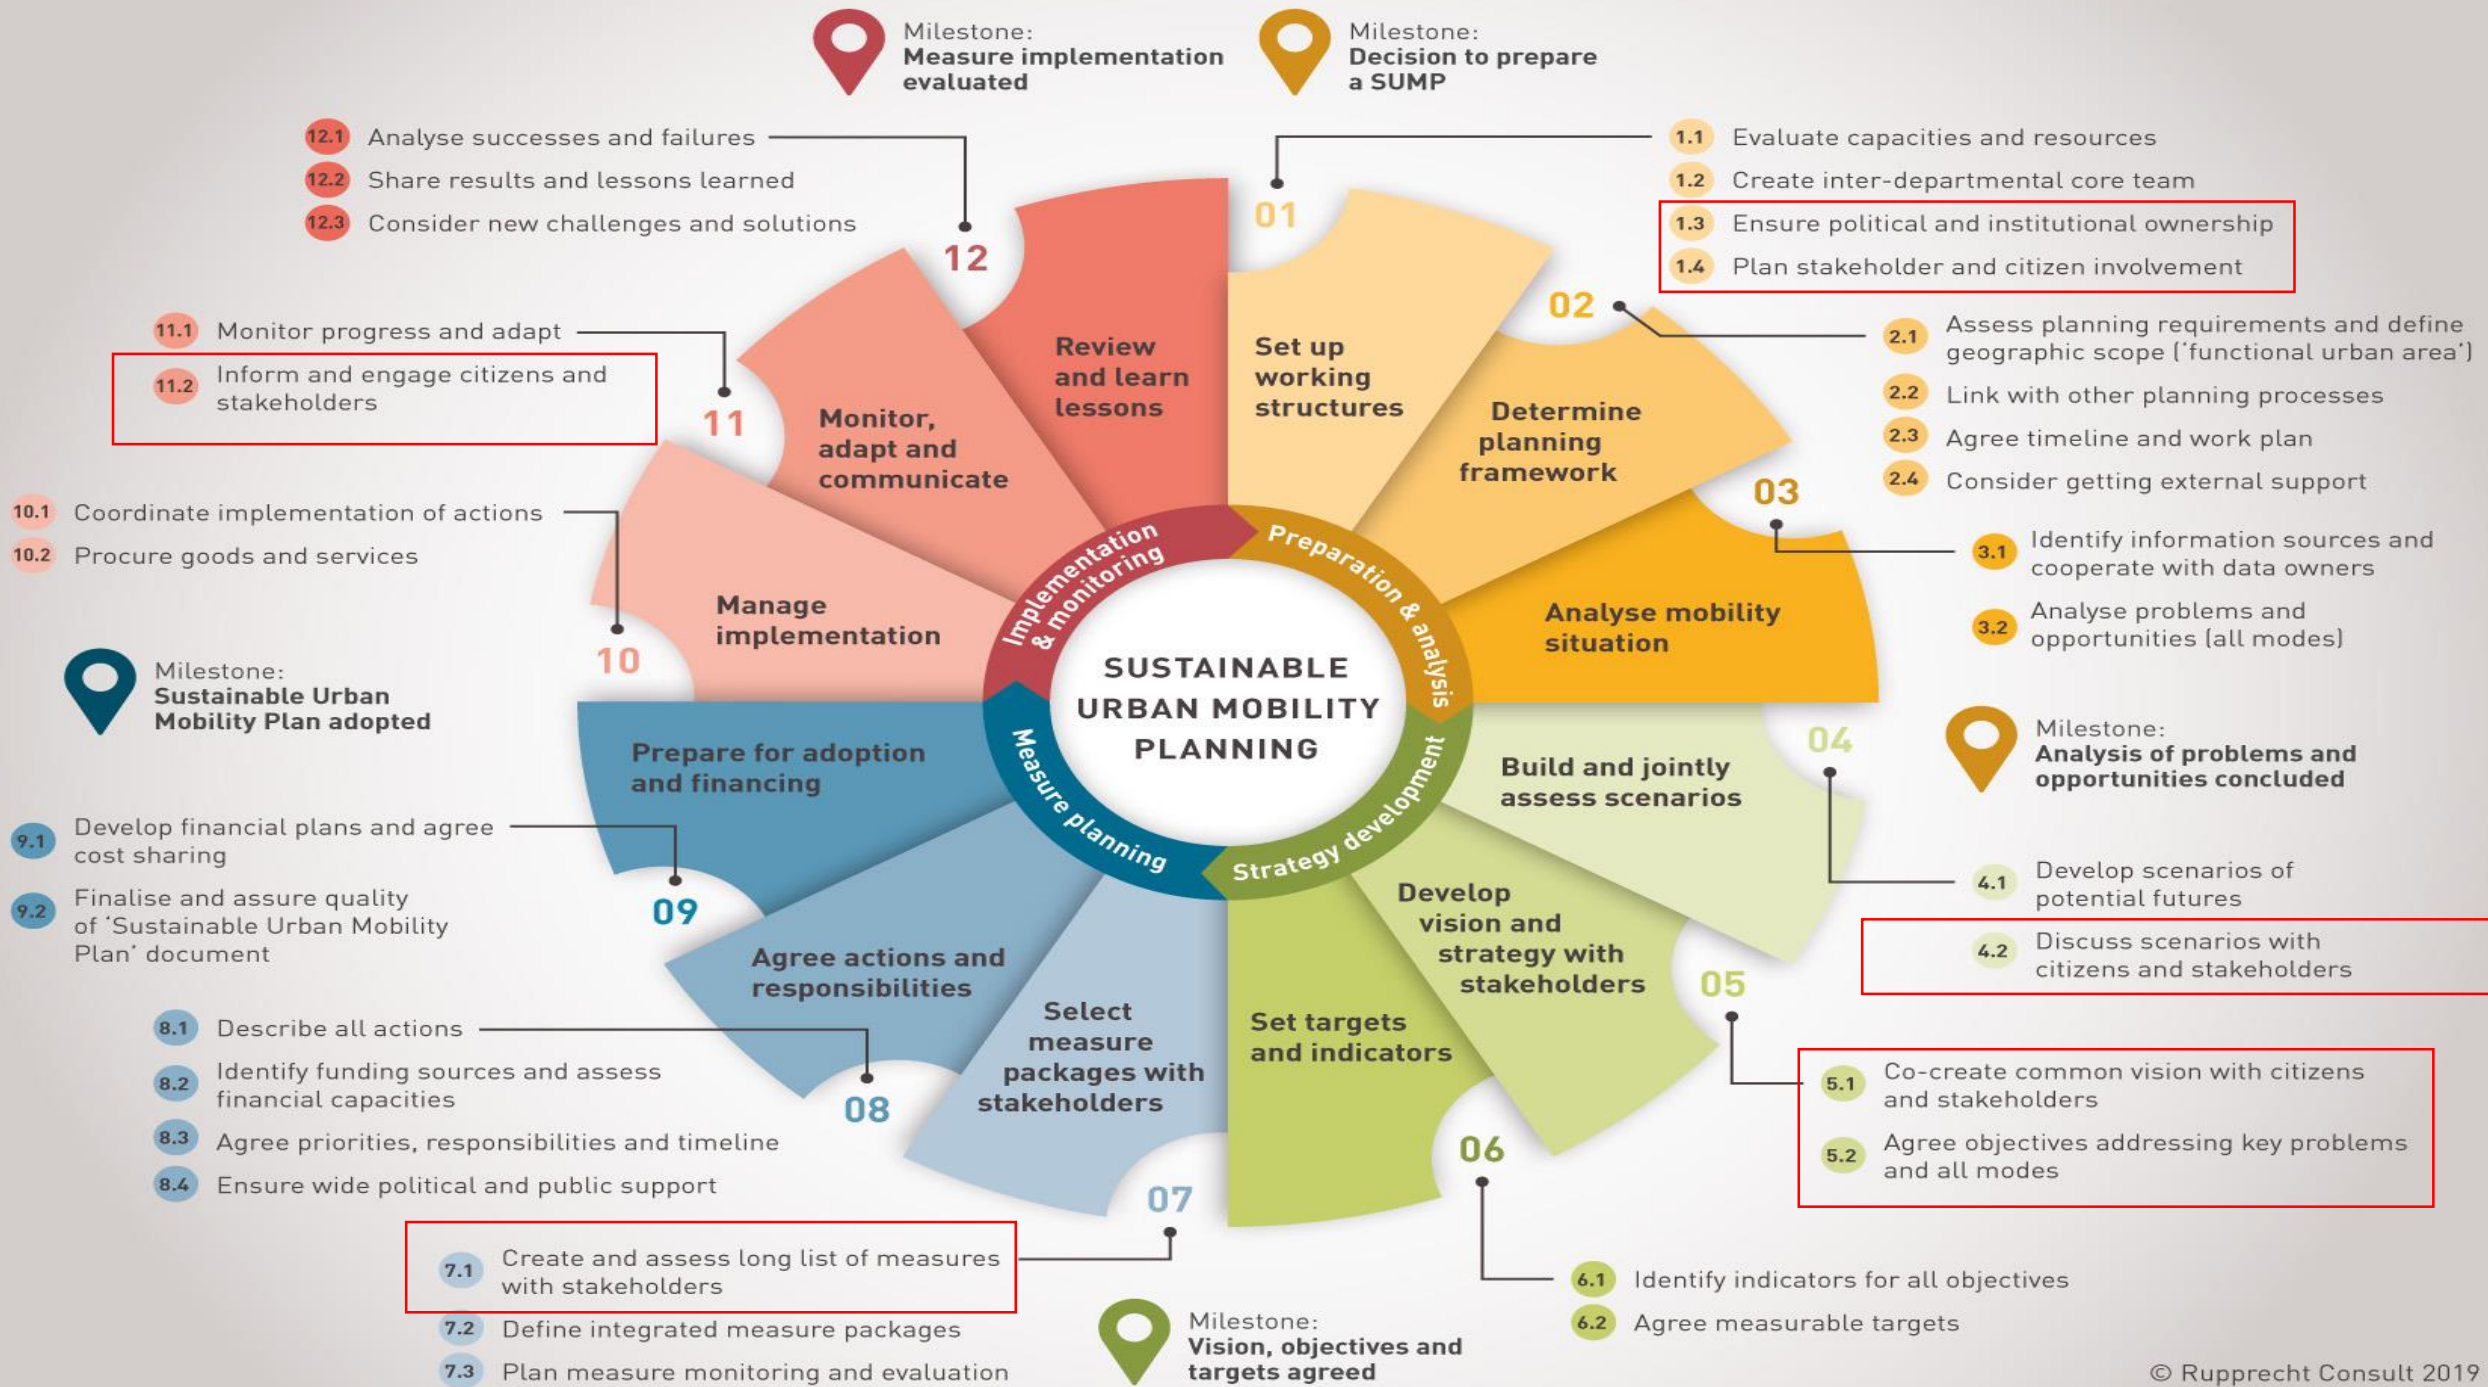 Milestone:
Measure implementation
evaluated
Milestone:
Decision to prepare
a SUMP
12.1 Analyse successes and failures
12.2 Share results and lessons learned
12.3 Consider new challenges and solutions
1.1 Evaluate capacities and resources
1.2 Create inter-departmental core team
1.3 Ensure political and institutional ownership
1.4 Plan stakeholder and citizen involvement
11.1 Monitor progress and adapt
11.2 Inform and engage citizens and
stakeholders
2.1 Assess planning requirements and define
geographic scope ('functional urban area')
2.2 Link with other planning processes
2.3 Agree timeline and work plan
2.4 Consider getting external support
10.1 Coordinate implementation of actions
10.2 Procure goods and services
3.1 Identify information sources and
cooperate with data owners
3.2 Analyse problems and
opportunities (all modes)
Milestone:
Sustainable Urban
Mobility Plan adopted
Milestone:
Analysis of problems and
opportunities concluded
9.1 Develop financial plans and agree
cost sharing
9.2 Finalise and assure quality
of 'Sustainable Urban Mobility
Plan' document
4.1 Develop scenarios of
potential futures
4.2 Discuss scenarios with
citizens and stakeholders
8.1 Describe all actions
8.2 Identify funding sources and assess
financial capacities
8.3 Agree priorities, responsibilities and timeline
8.4 Ensure wide political and public support
5.1 Co-create common vision with citizens
and stakeholders
5.2 Agree objectives addressing key problems
and all modes
7.1 Create and assess long list of measures
with stakeholders
7.2 Define integrated measure packages
7.3 Plan measure monitoring and evaluation
Milestone:
Vision, objectives and
targets agreed
6.1 Identify indicators for all objectives
6.2 Agree measurable targets
01
Set up
working
structures
02
Determine
planning
framework
03
Analyse mobility
situation
04
Build and jointly
assess scenarios
05
Develop
vision and
strategy with
stakeholders
06
Set targets
and indicators
07
Select
measure
packages with
stakeholders
08
Agree actions and
responsibilities
09
Prepare for adoption
and financing
10
Manage
implementation
11
Monitor,
adapt and
communicate
12
Review
and learn
lessons
Preparation & analysis
Strategy development
Measure planning
Implementation
& monitoring
SUSTAINABLE
URBAN MOBILITY
PLANNING
© Rupprecht Consult 2019